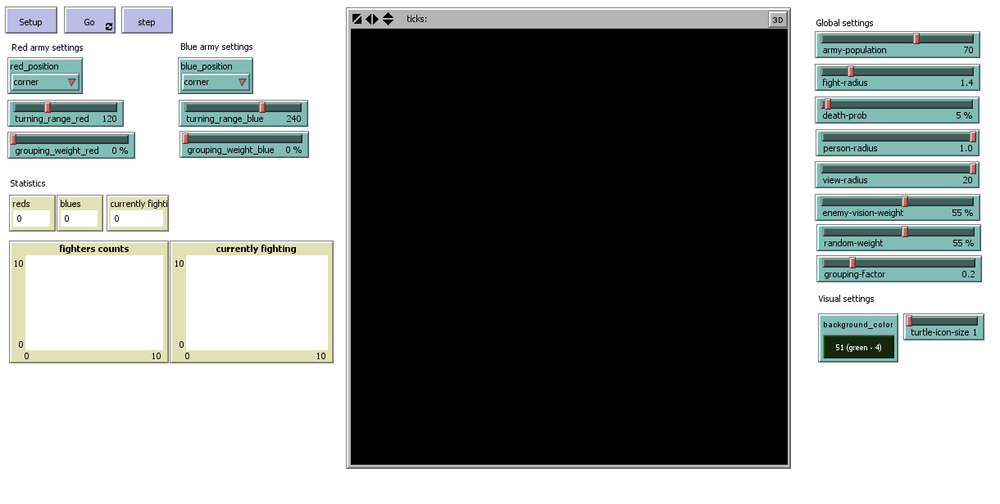 Setup
Go
step
ticks:
3D
Red army settings
Blue army settings
red_position
corner
blue_position
corner
turning_range_red 120
turning_range_blue 240
grouping_weight_red 0 %
grouping_weight_blue 0 %
Statistics
reds
0
blues
0
currently fighti
0
fighters counts
10
0
0 10
currently fighting
10
0
0 10
Global settings
army-population 70
fight-radius 1.4
death-prob 5 %
person-radius 1.0
view-radius 20
enemy-vision-weight 55 %
random-weight 55 %
grouping-factor 0.2
Visual settings
background_color
51 (green - 4)
turtle-icon-size 1